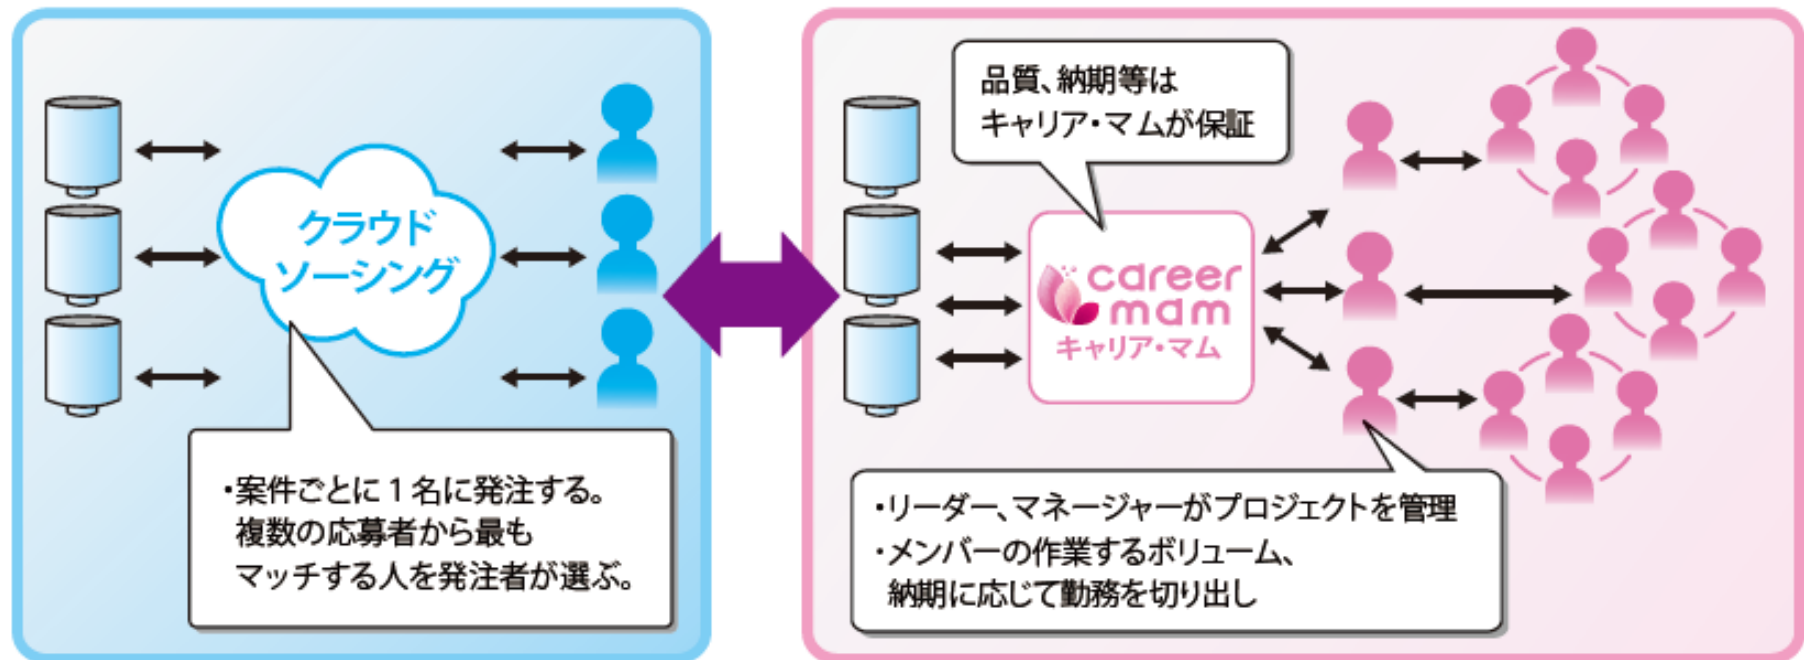 クラウド
ソーシング
・案件ごとに1名に発注する。
複数の応募者から最も
マッチする人を発注者が選ぶ。
品質、納期等は
キャリア・マムが保証
career
mam
キャリア・マム
・リーダー、マネージャーがプロジェクトを管理
・メンバーの作業するボリューム、
納期に応じて勤務を切り出し